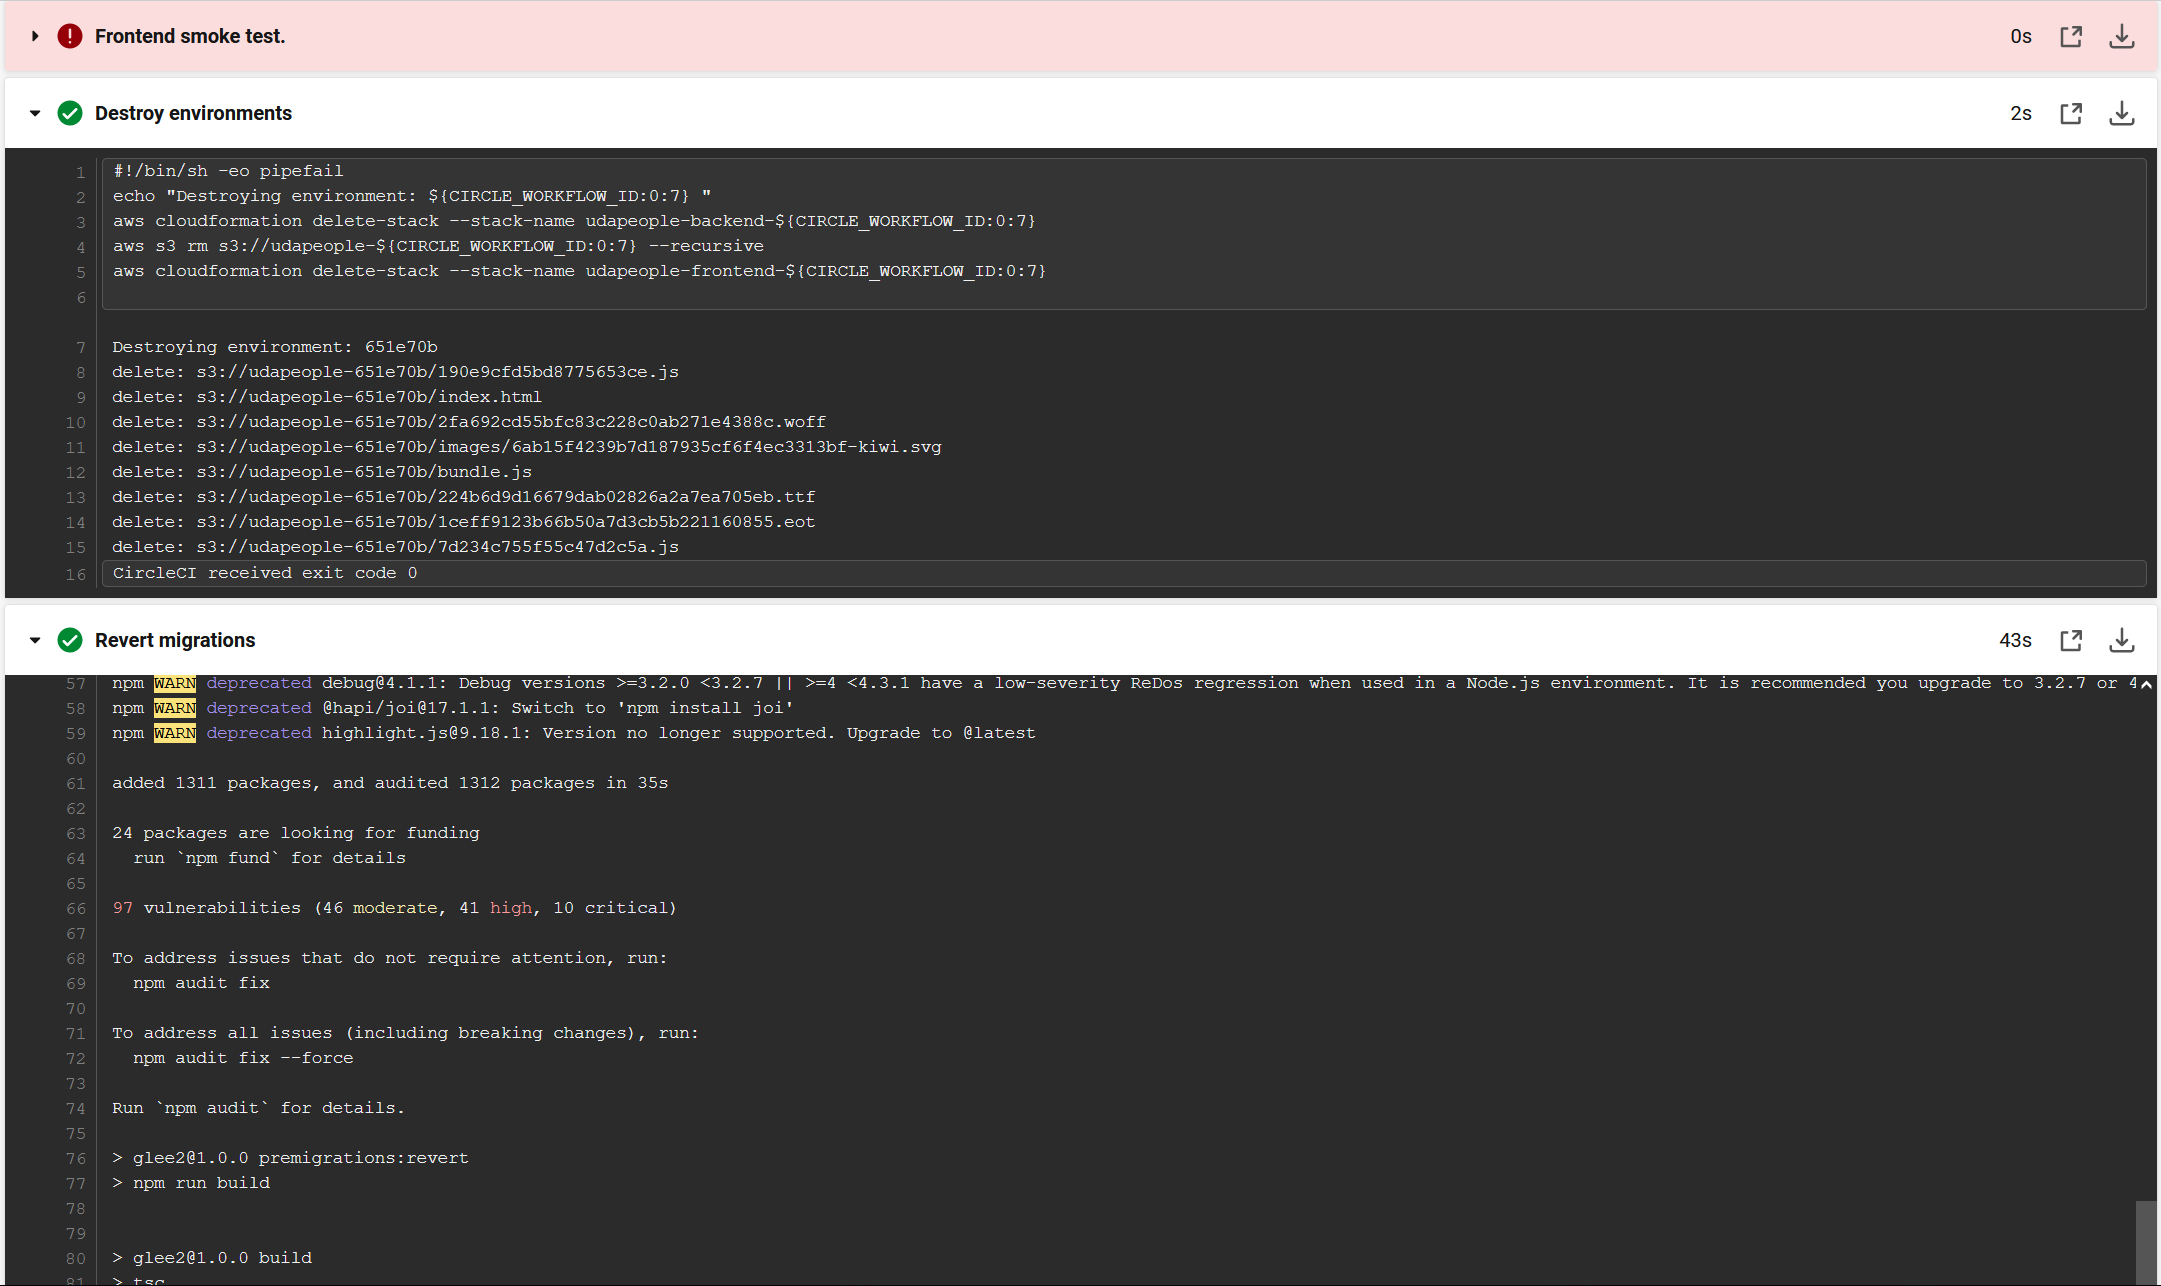 Frontend smoke test.
0s
Destroy environments
2s
1 #!/bin/sh -eo pipefail
2 echo "Destroying environment: ${CIRCLE_WORKFLOW_ID:0:7} "
3 aws cloudformation delete-stack --stack-name udapeople-backend-${CIRCLE_WORKFLOW_ID:0:7}
4 aws s3 rm s3://udapeople-${CIRCLE_WORKFLOW_ID:0:7} --recursive
5 aws cloudformation delete-stack --stack-name udapeople-frontend-${CIRCLE_WORKFLOW_ID:0:7}
6
7 Destroying environment: 651e70b
8 delete: s3://udapeople-651e70b/190e9cfd5bd8775653ce.js
9 delete: s3://udapeople-651e70b/index.html
10 delete: s3://udapeople-651e70b/2fa692cd55bfc83c228c0ab271e4388c.woff
11 delete: s3://udapeople-651e70b/images/6ab15f4239b7d187935cf6f4ec3313bf-kiwi.svg
12 delete: s3://udapeople-651e70b/bundle.js
13 delete: s3://udapeople-651e70b/224b6d9d16679dab02826a2a7ea705eb.ttf
14 delete: s3://udapeople-651e70b/1ceff9123b66b50a7d3cb5b221160855.eot
15 delete: s3://udapeople-651e70b/7d234c755f55c47d2c5a.js
16 CircleCI received exit code 0
Revert migrations
43s
57 npm WARN deprecated debug@4.1.1: Debug versions >=3.2.0 <3.2.7 || >=4 <4.3.1 have a low-severity ReDos regression when used in a Node.js environment. It is recommended you upgrade to 3.2.7 or 4
58 npm WARN deprecated @hapi/joi@17.1.1: Switch to 'npm install joi'
59 npm WARN deprecated highlight.js@9.18.1: Version no longer supported. Upgrade to @latest
60
61 added 1311 packages, and audited 1312 packages in 35s
62
63 24 packages are looking for funding
64 run `npm fund` for details
65
66 97 vulnerabilities (46 moderate, 41 high, 10 critical)
67
68 To address issues that do not require attention, run:
69 npm audit fix
70
71 To address all issues (including breaking changes), run:
72 npm audit fix --force
73
74 Run `npm audit` for details.
75
76 > glee2@1.0.0 premigrations:revert
77 > npm run build
78
79
80 > glee2@1.0.0 build
81 > tsc